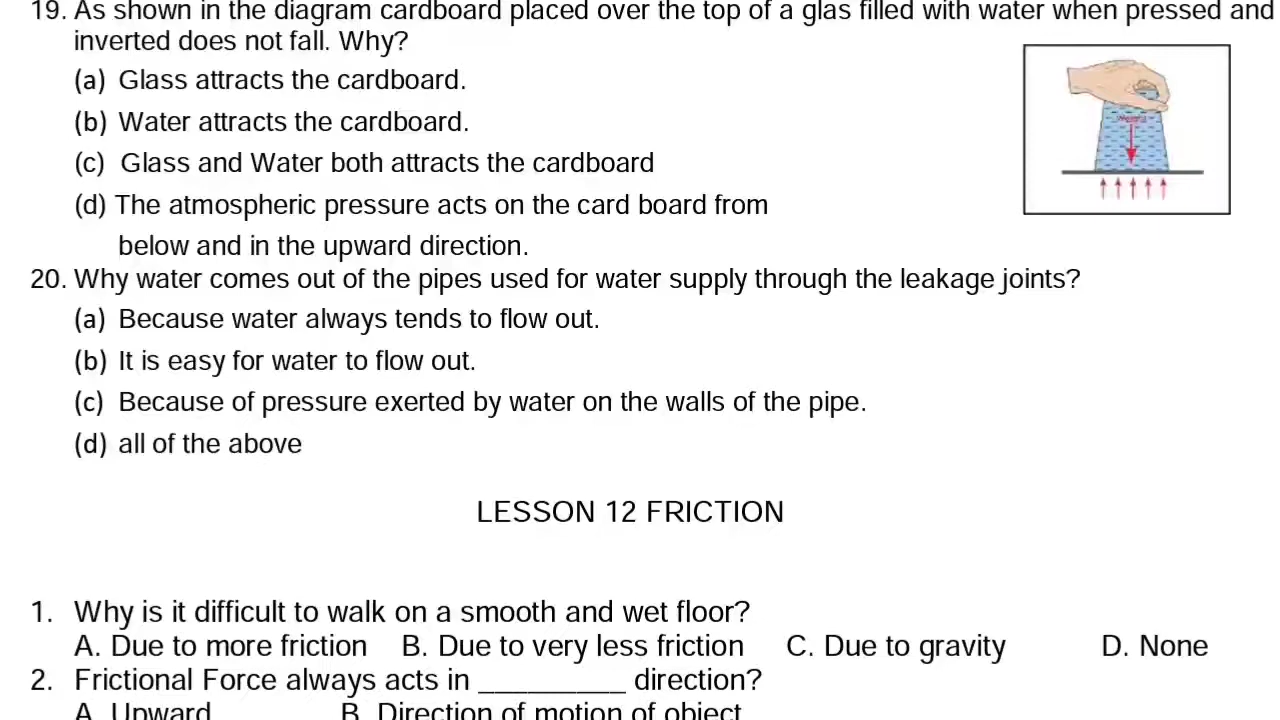 19. As shown in the diagram cardboard placed over the top of a glas filled with water when pressed and
inverted does not fall. Why?
(a) Glass attracts the cardboard.
(b) Water attracts the cardboard.
(c) Glass and Water both attracts the cardboard
(d) The atmospheric pressure acts on the card board from
below and in the upward direction.
20. Why water comes out of the pipes used for water supply through the leakage joints?
(a) Because water always tends to flow out.
(b) It is easy for water to flow out.
(c) Because of pressure exerted by water on the walls of the pipe.
(d) all of the above
LESSON 12 FRICTION
1. Why is it difficult to walk on a smooth and wet floor?
A. Due to more friction B. Due to very less friction C. Due to gravity D. None
2. Frictional Force always acts in __________ direction?
A. Upward B. Direction of motion of object